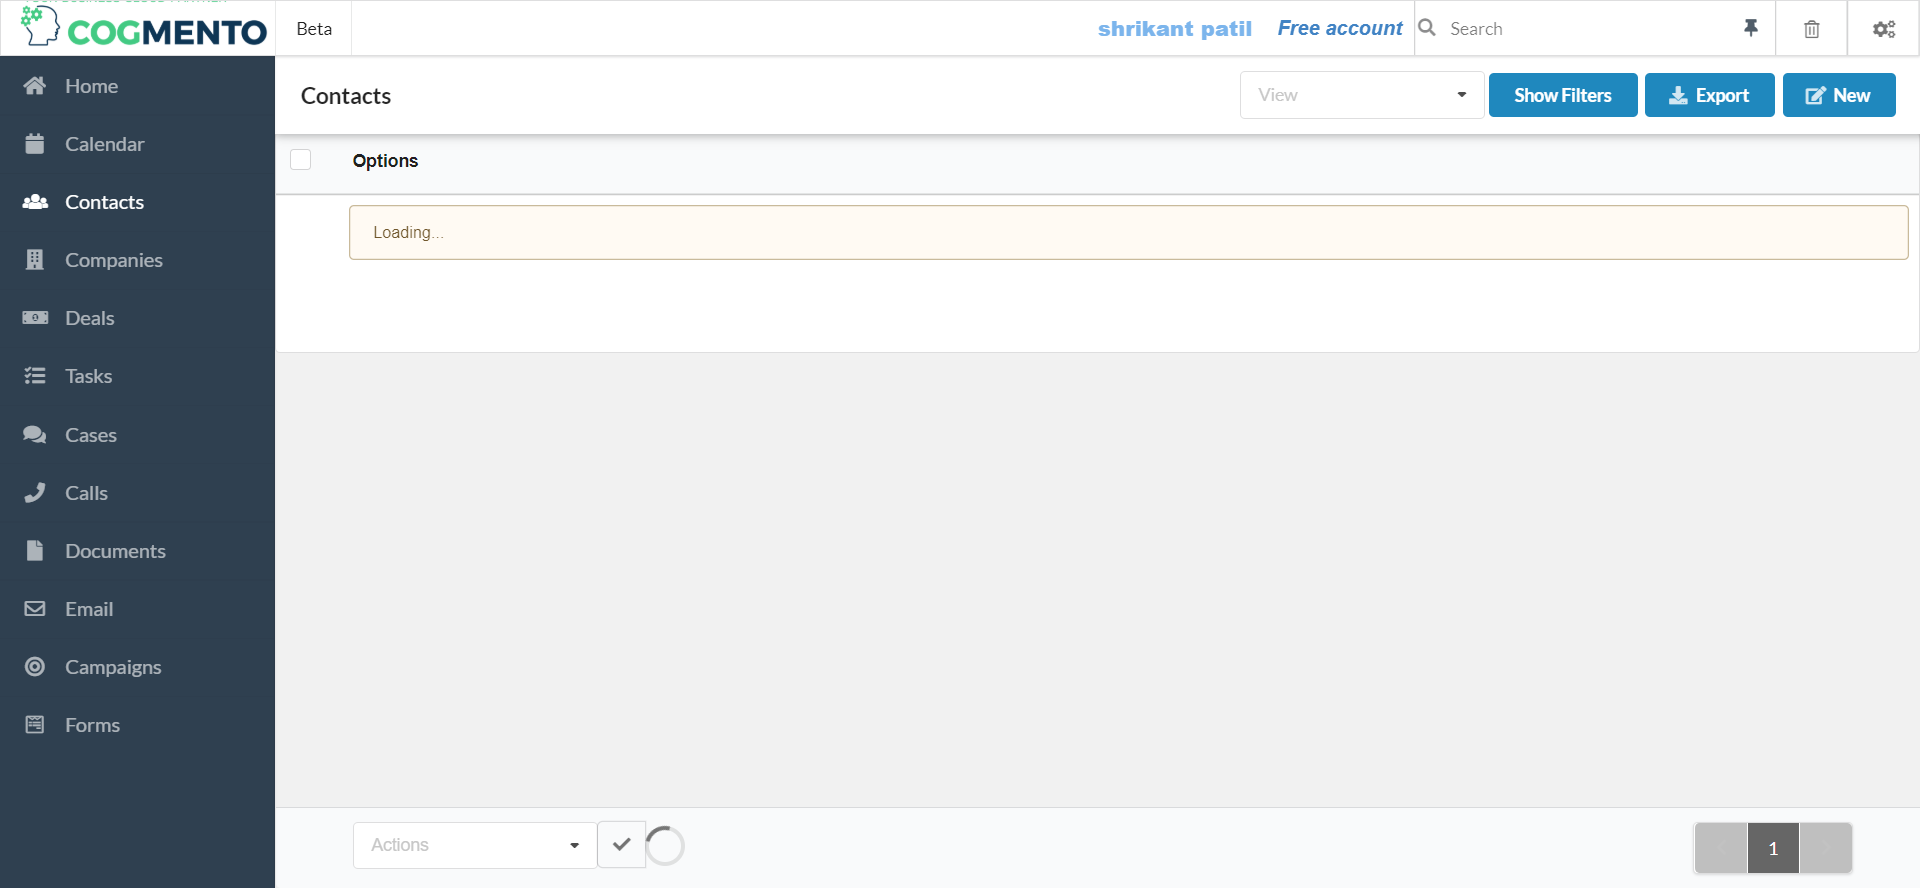 COGMENTO
Beta
shrikant patil
Free account
Search
Home
Calendar
Contacts
Companies
Deals
Tasks
Cases
Calls
Documents
Email
Campaigns
Forms
Contacts
View
Show Filters
Export
New
Options
Loading...
Actions
1